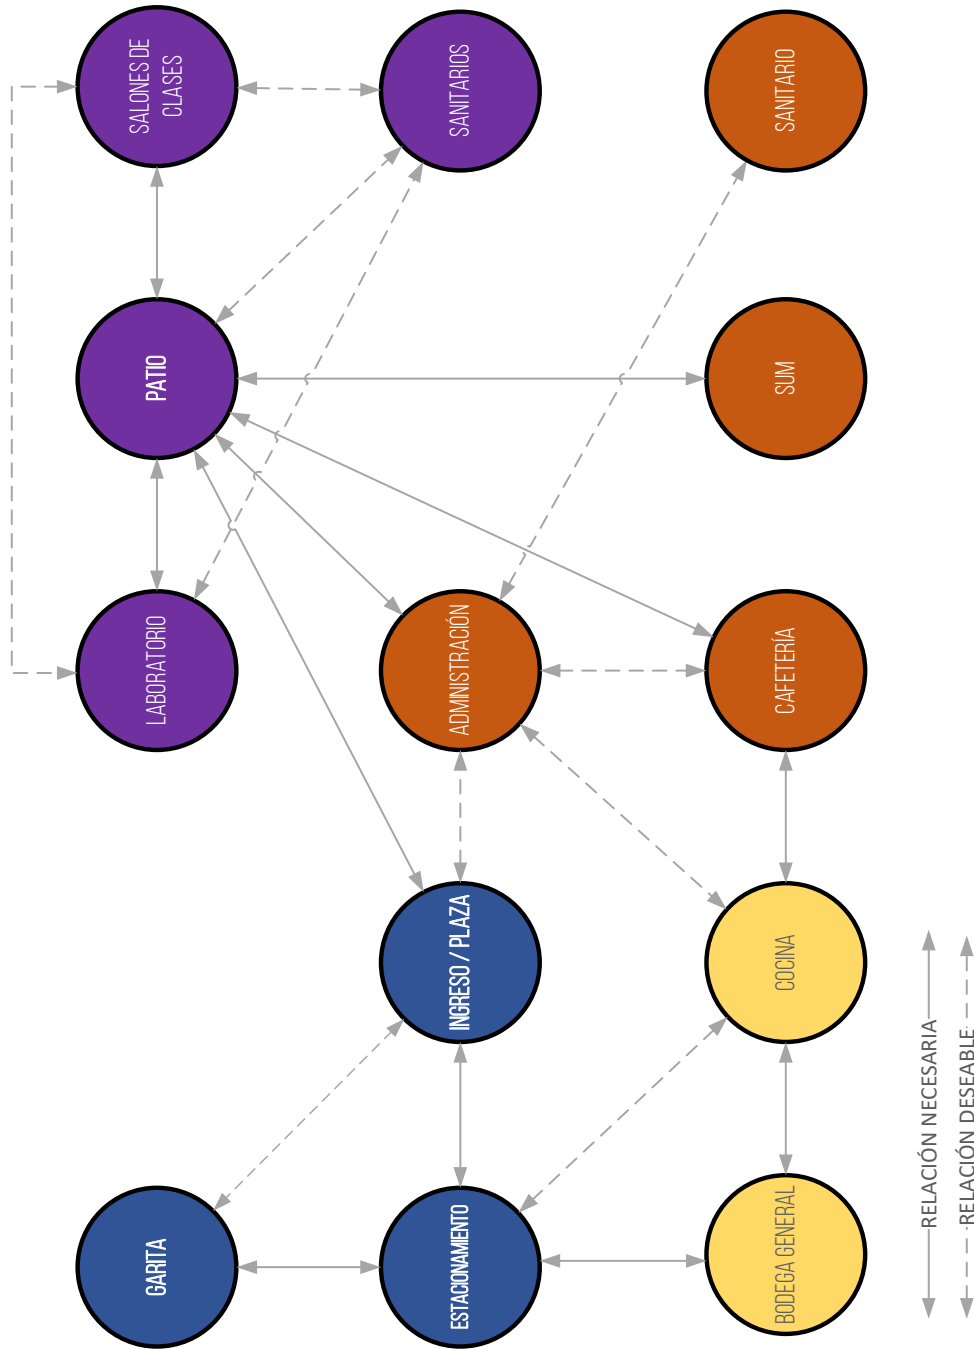 GARITA
LABORATORIO
PATIO
SALONES DE
CLASES
ESTACIONAMIENTO
INGRESO / PLAZA
ADMINISTRACIÓN
SANITARIOS
BODEGA GENERAL
COCINA
CAFETERÍA
SUM
SANITARIO
RELACIÓN NECESARIA
RELACIÓN DESEABLE